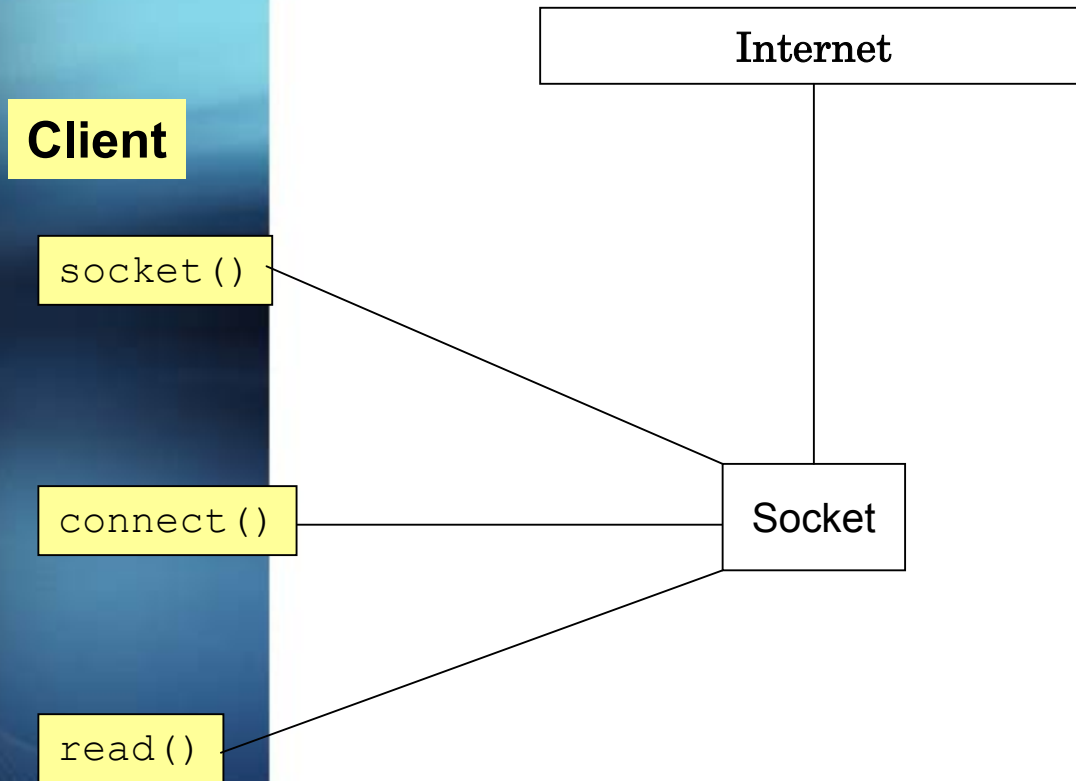 Internet
Client
socket()
connect()
Socket
read()